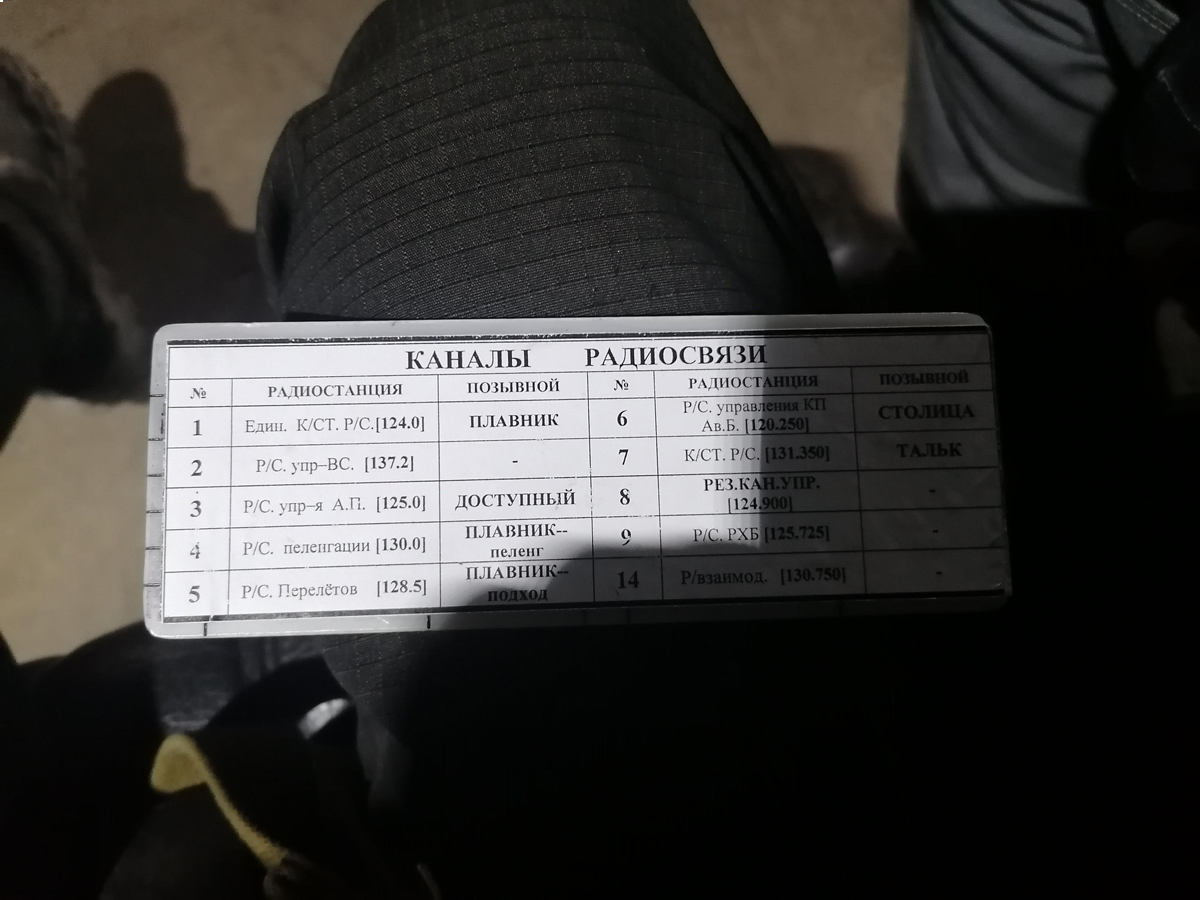 КАНАЛЫ РАДИОСВЯЗИ
№ РАДИОСТАНЦИЯ ПОЗЫВНОЙ № РАДИОСТАНЦИЯ ПОЗЫВНОЙ
1 Един. К/СТ. Р/С.[124.0] ПЛАВНИК 6 Р/С. управления КП
Ав.Б. [120.250] СТОЛИЦА
2 Р/С. упр–ВС. [137.2] - 7 К/СТ. Р/С. [131.350] ТАЛЬК
3 Р/С. упр–я А.П. [125.0] ДОСТУПНЫЙ 8 РЕЗ.КАН.УПР.
[124.900] -
4 Р/С. пеленгации [130.0] ПЛАВНИК--
пеленг 9 Р/С. РХБ [125.725] -
5 Р/С. Перелётов [128.5] ПЛАВНИК--
подход 14 Р/взаимод. [130.750] -